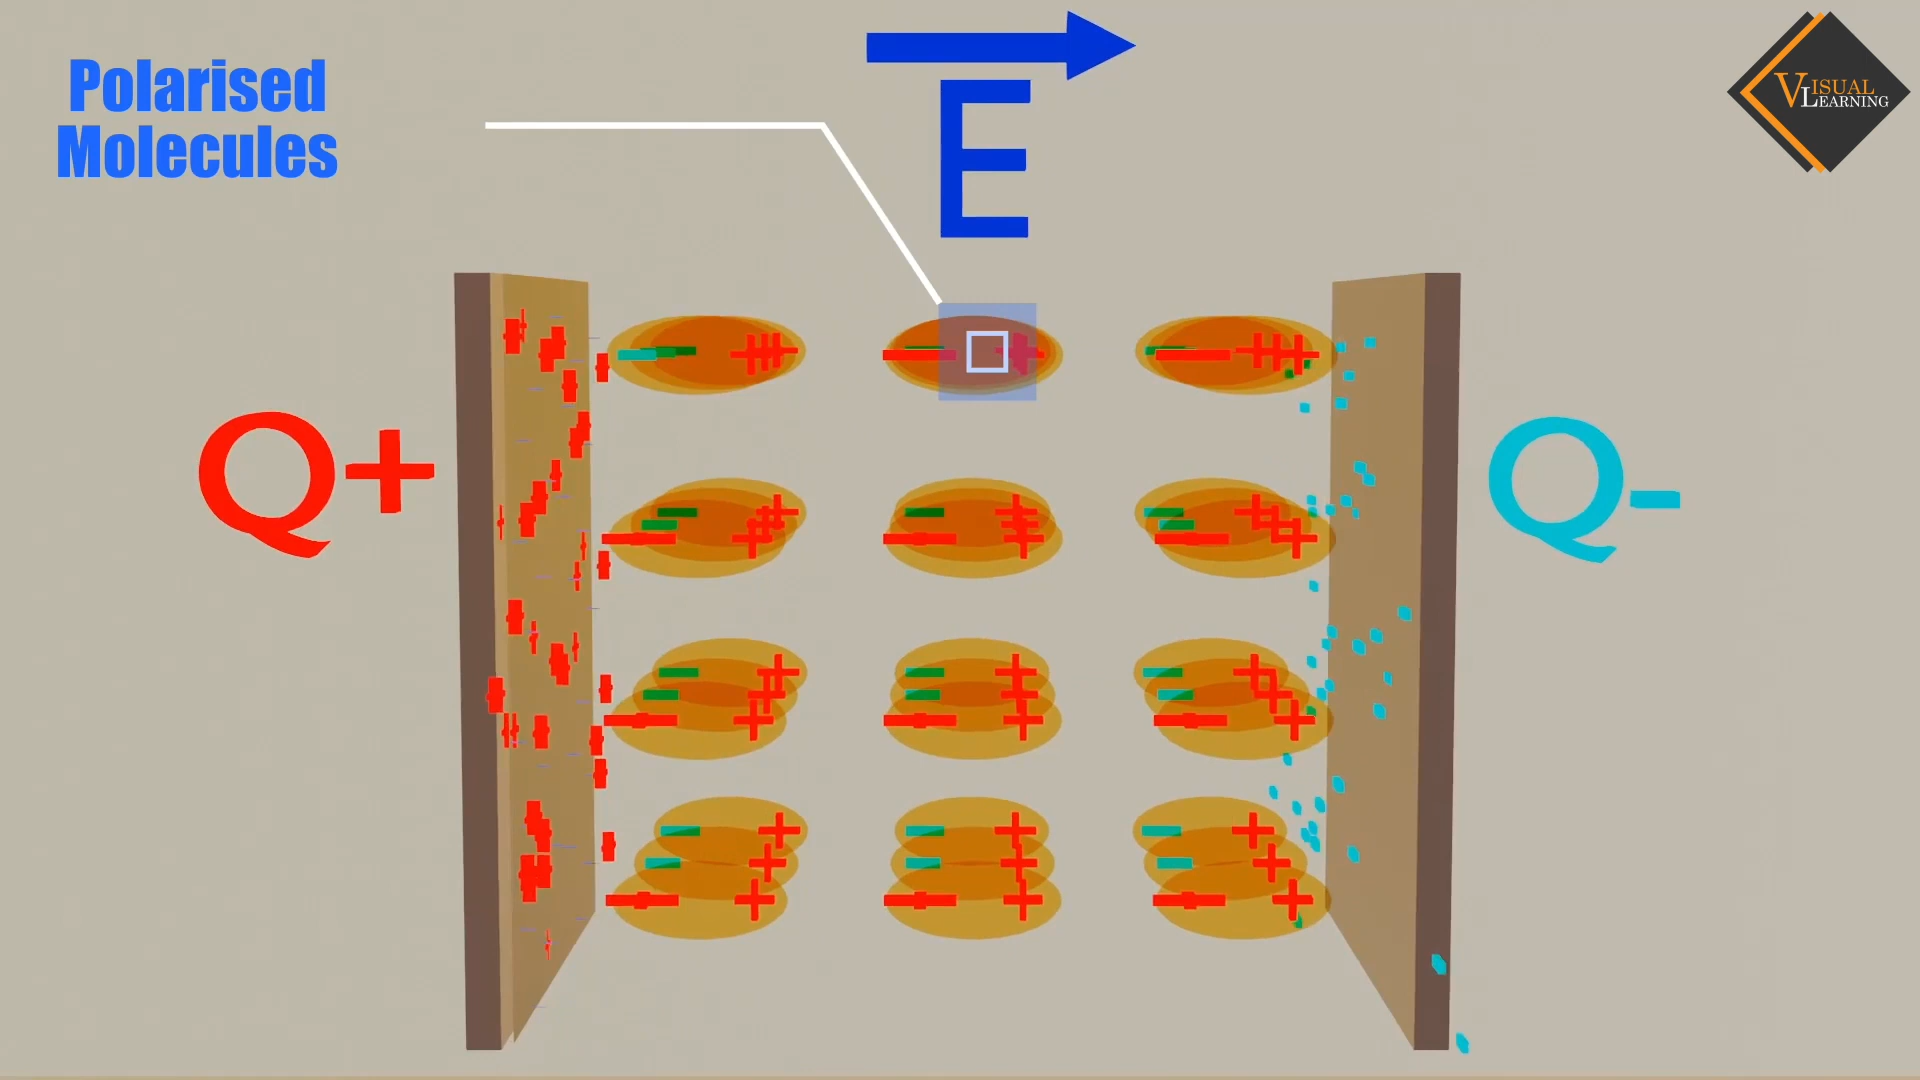 Polarised
Molecules
E
VISUAL
LEARNING
Q+
Q-